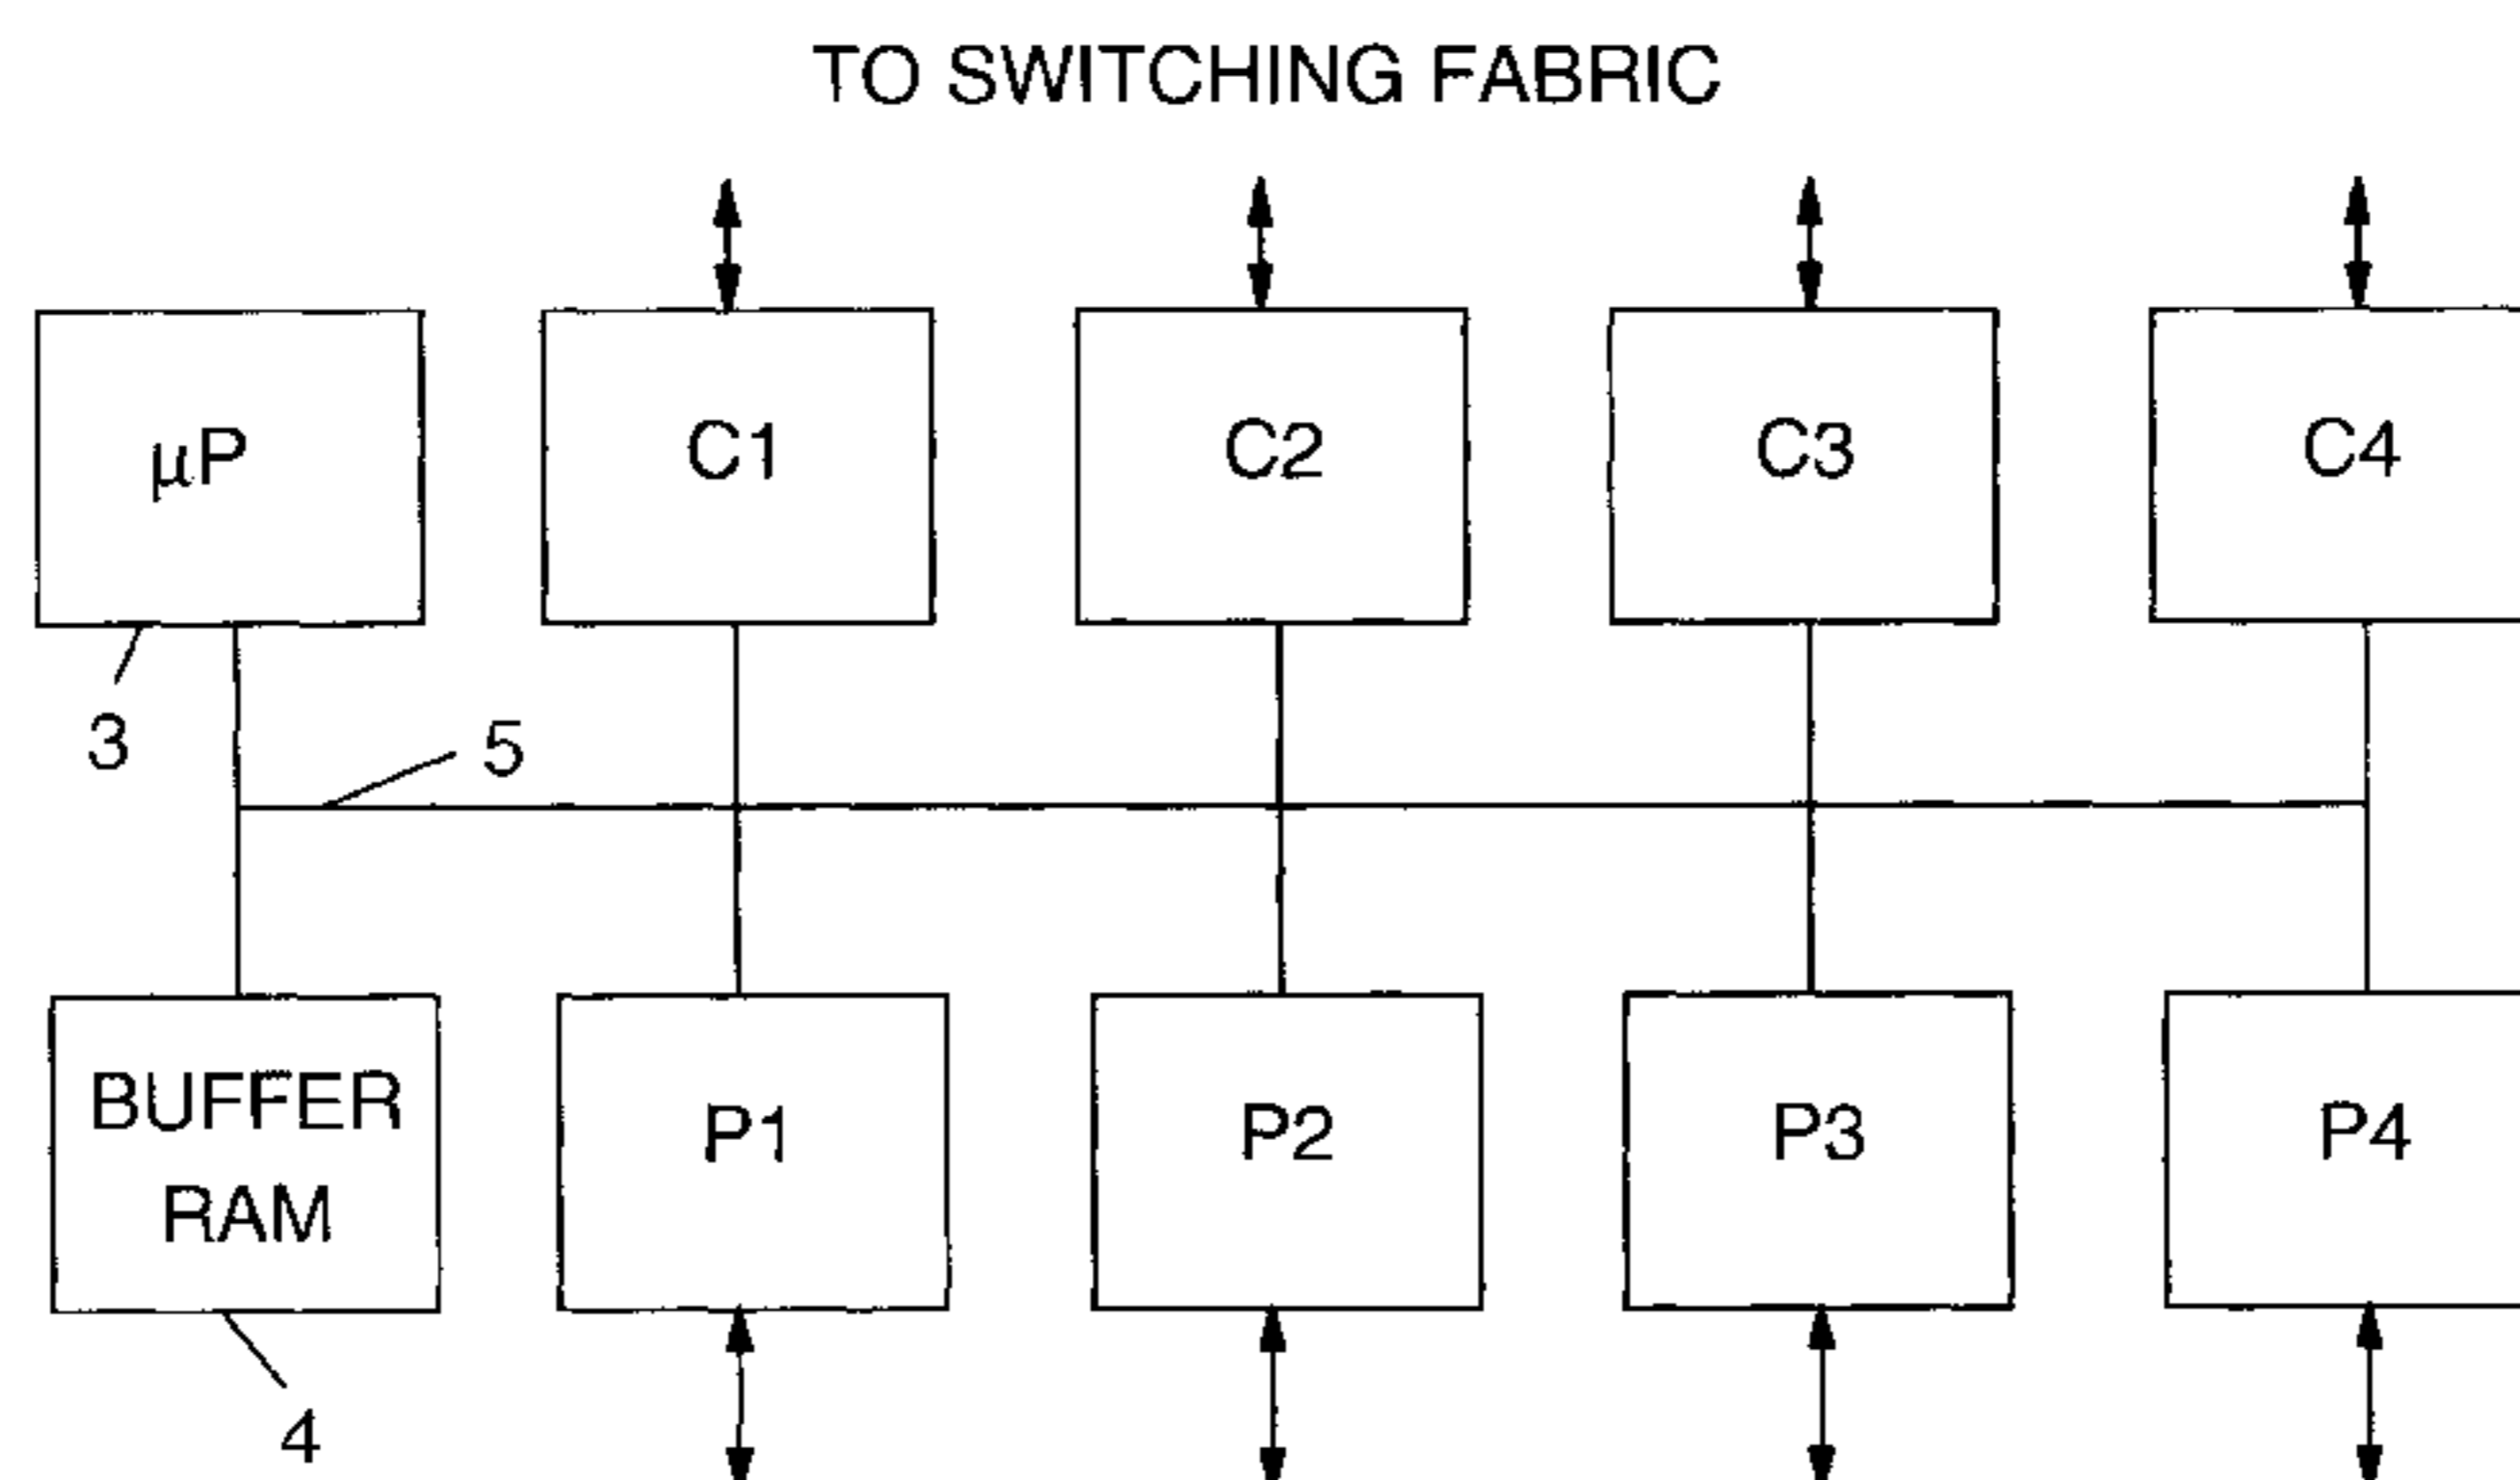 TO SWITCHING FABRIC
µP
C1
C2
C3
C4
3
5
BUFFER
RAM
P1
P2
P3
P4
4